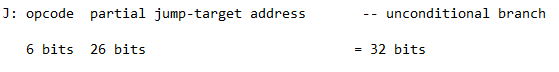 J: opcode partial jump-target address -- unconditional branch
6 bits 26 bits = 32 bits